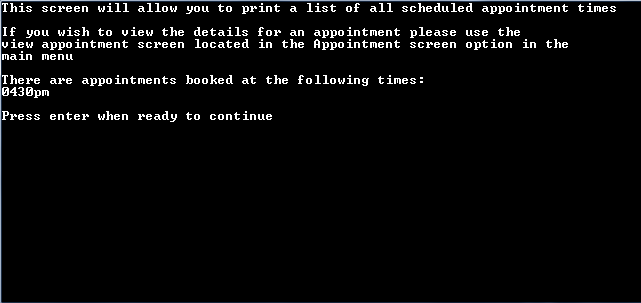 This screen will allow you to print a list of all scheduled appointment times
If you wish to view the details for an appointment please use the
view appointment screen located in the Appointment screen option in the
main menu
There are appointments booked at the following times:
0430pm
Press enter when ready to continue